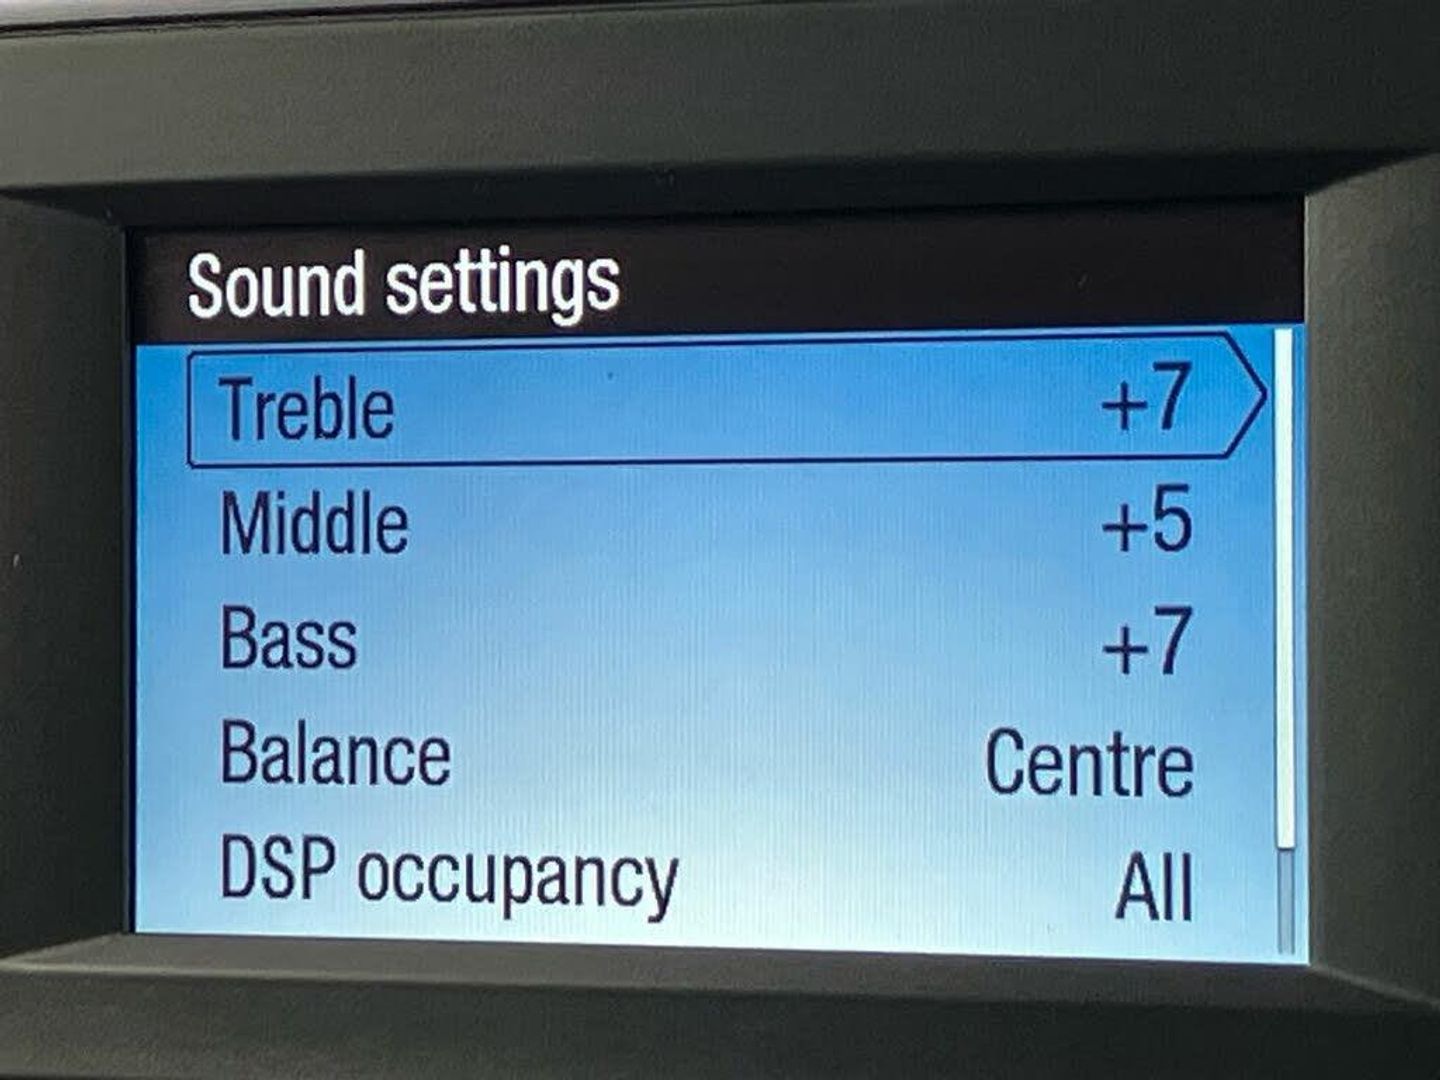 Sound settings
Treble +7
Middle +5
Bass +7
Balance Centre
DSP occupancy All